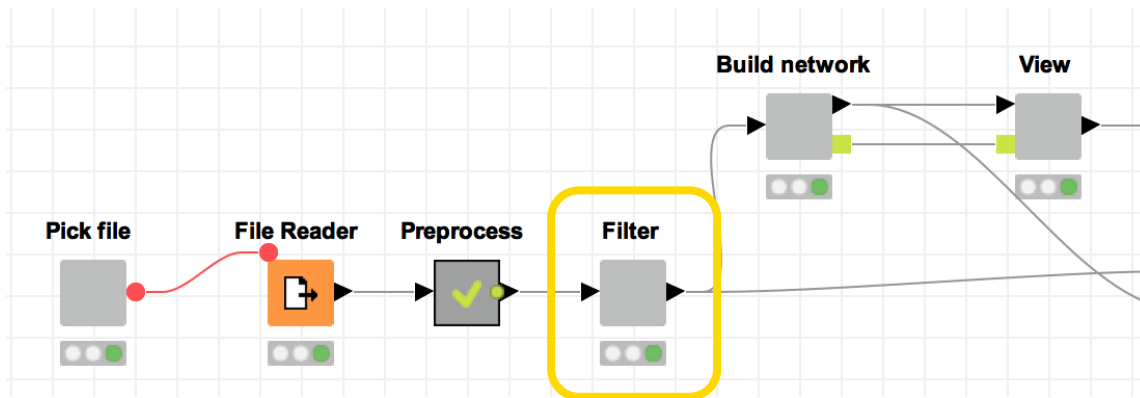 Build network
View
Pick file
File Reader
Preprocess
Filter